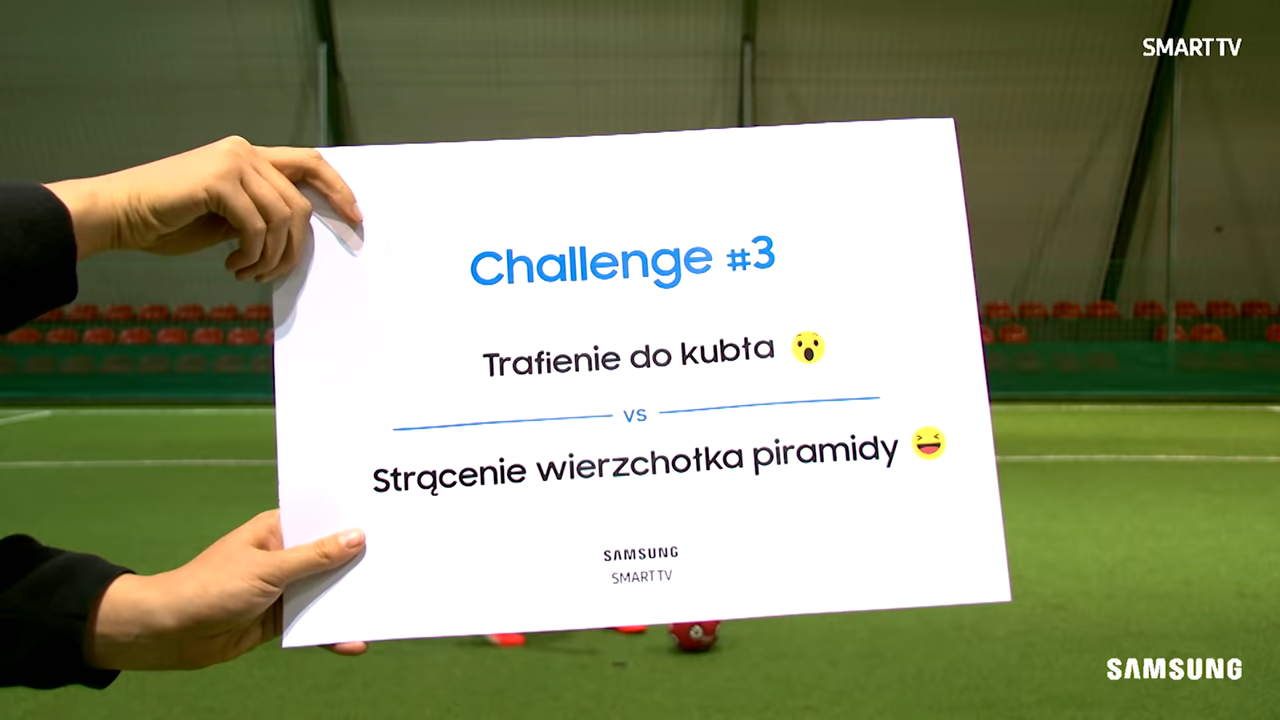 SMART TV
Challenge #3
Trafienie do kubła 😮
vs
Strącenie wierzchołka piramidy 😆
SAMSUNG
SMART TV
SAMSUNG